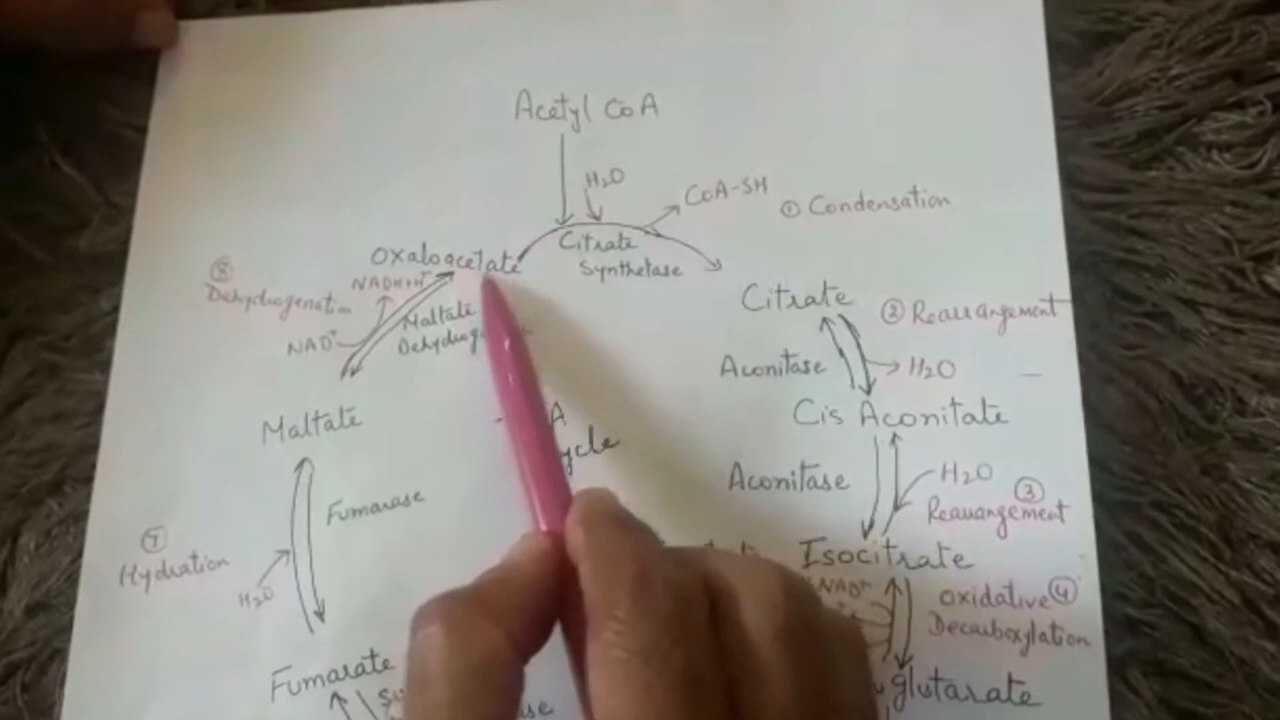 Acetyl CoA
H₂O
CoA-SH
① Condensation
Citrate
Synthetase
Oxaloacetate
⑧
Dehydrogenation
NADH+H⁺
NAD⁺
Maltate
Citrate
② Rearrangement
Aconitase
H₂O
Cis Aconitate
Maltate
Aconitase
H₂O
③
Rearrangement
Fumarase
⑦
Hydration
H₂O
Isocitrate
NAD⁺
Oxidative ④
Decarboxylation
Fumarate
glutarate